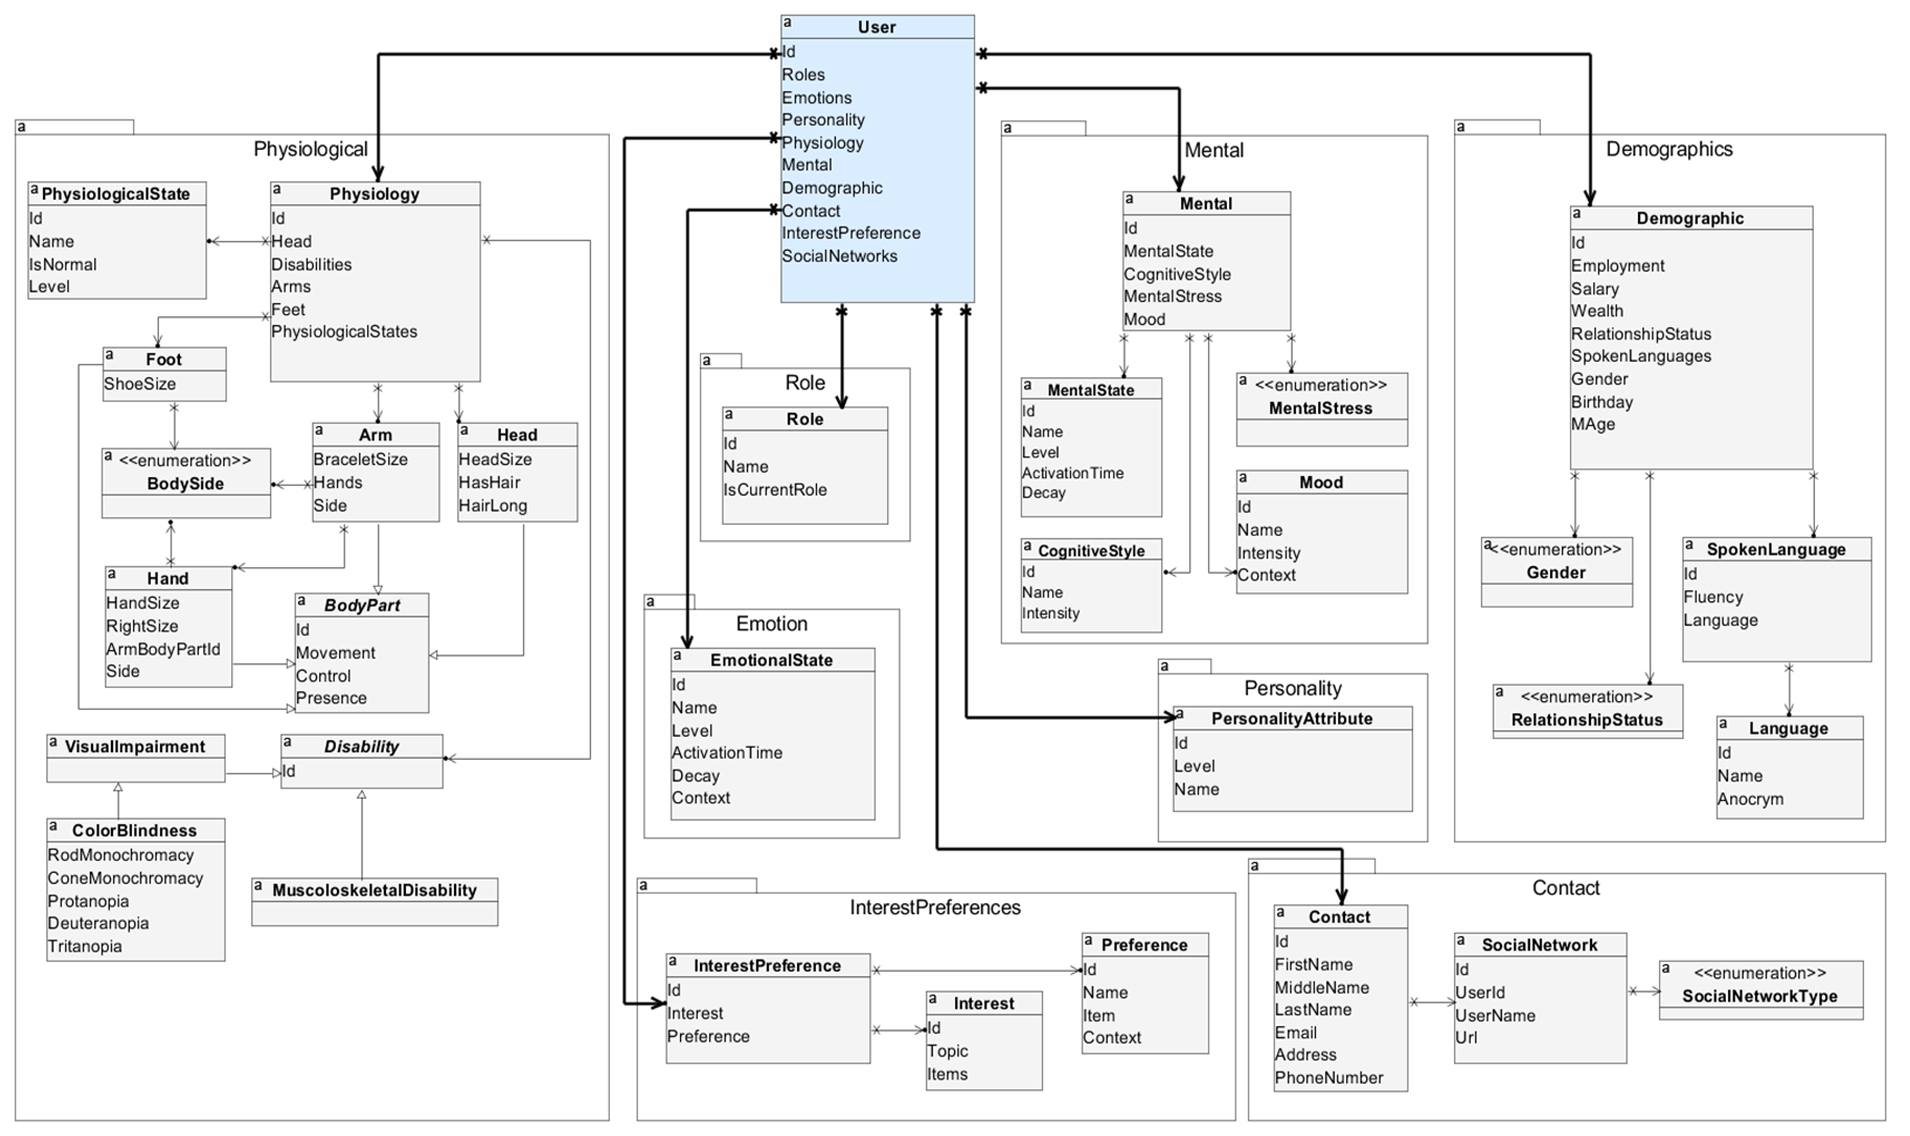 a
User
Id
Roles
Emotions
Personality
Physiology
Mental
Demographic
Contact
InterestPreference
SocialNetworks
a
Physiological
a
PhysiologicalState
Id
Name
IsNormal
Level
a
Physiology
Id
Head
Disabilities
Arms
Feet
PhysiologicalStates
a
Foot
ShoeSize
a
<<enumeration>>
BodySide
a
Arm
BraceletSize
Hands
Side
a
Head
HeadSize
HasHair
HairLong
a
Hand
HandSize
RightSize
ArmBodyPartId
Side
a
BodyPart
Id
Movement
Control
Presence
a
VisualImpairment
a
Disability
Id
a
ColorBlindness
RodMonochromacy
ConeMonochromacy
Protanopia
Deuteranopia
Tritanopia
a
MuscoloskeletalDisability
a
Role
a
Role
Id
Name
IsCurrentRole
a
Emotion
a
EmotionalState
Id
Name
Level
ActivationTime
Decay
Context
a
Mental
a
Mental
Id
MentalState
CognitiveStyle
MentalStress
Mood
a
MentalState
Id
Name
Level
ActivationTime
Decay
a
<<enumeration>>
MentalStress
a
Mood
Id
Name
Intensity
Context
a
CognitiveStyle
Id
Name
Intensity
a
Personality
a
PersonalityAttribute
Id
Level
Name
a
Demographics
a
Demographic
Id
Employment
Salary
Wealth
RelationshipStatus
SpokenLanguages
Gender
Birthday
MAge
a
<<enumeration>>
Gender
a
SpokenLanguage
Id
Fluency
Language
a
<<enumeration>>
RelationshipStatus
a
Language
Id
Name
Anocrym
a
InterestPreferences
a
InterestPreference
Id
Interest
Preference
a
Interest
Id
Topic
Items
a
Preference
Id
Name
Item
Context
a
Contact
a
Contact
Id
FirstName
MiddleName
LastName
Email
Address
PhoneNumber
a
SocialNetwork
Id
UserId
UserName
Url
a
<<enumeration>>
SocialNetworkType